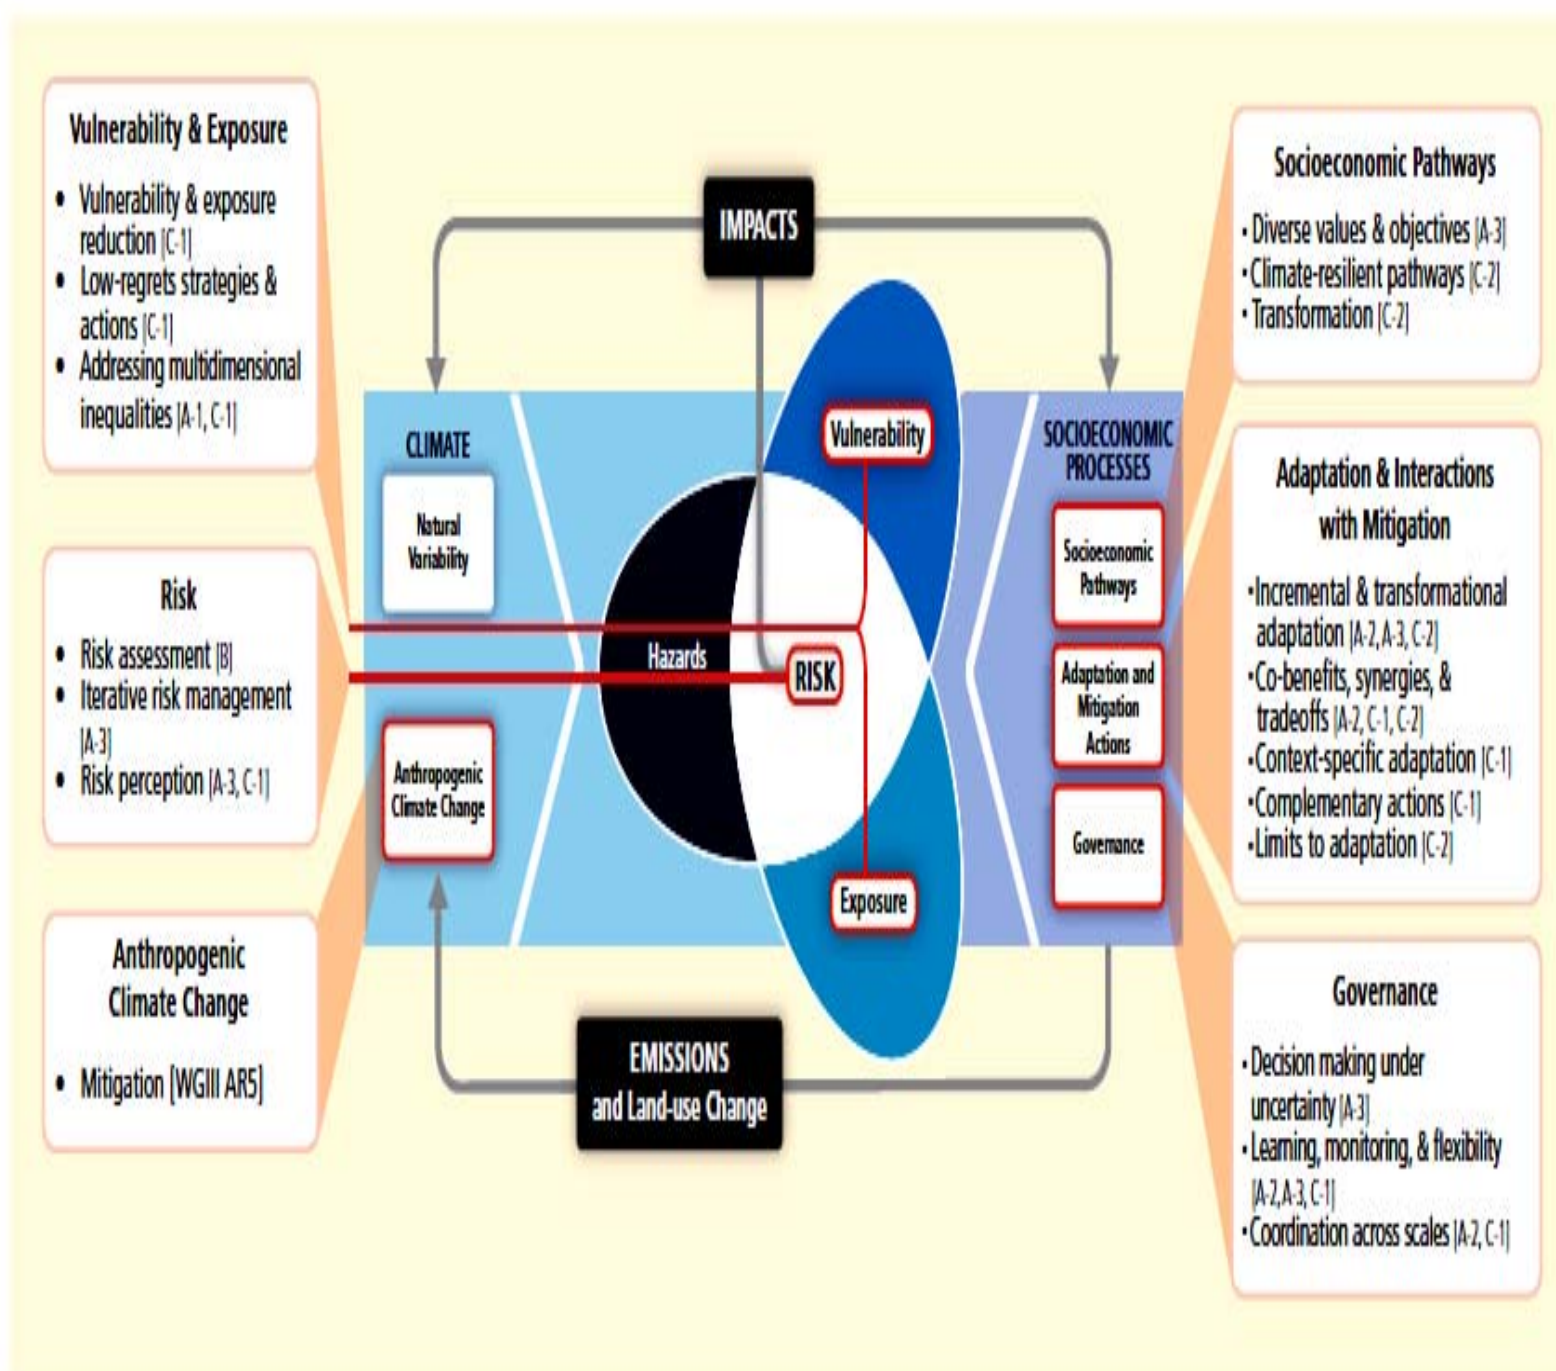 Vulnerability & Exposure
• Vulnerability & exposure
reduction [C-1]
• Low-regrets strategies &
actions [C-1]
• Addressing multidimensional
inequalities [A-1, C-1]
Risk
• Risk assessment [B]
• Iterative risk management
[A-3]
• Risk perception [A-3, C-1]
Anthropogenic
Climate Change
• Mitigation [WGIII AR5]
IMPACTS
CLIMATE
Natural
Variability
Anthropogenic
Climate Change
Hazards
Vulnerability
RISK
Exposure
SOCIOECONOMIC
PROCESSES
Socioeconomic
Pathways
Adaptation and
Mitigation
Actions
Governance
EMISSIONS
and Land-use Change
Socioeconomic Pathways
• Diverse values & objectives [A-3]
• Climate-resilient pathways [C-2]
• Transformation [C-2]
Adaptation & Interactions
with Mitigation
• Incremental & transformational
adaptation [A-2, A-3, C-2]
• Co-benefits, synergies, &
tradeoffs [A-2, C-1, C-2]
• Context-specific adaptation [C-1]
• Complementary actions [C-1]
• Limits to adaptation [C-2]
Governance
• Decision making under
uncertainty [A-3]
• Learning, monitoring, & flexibility
[A-2, A-3, C-1]
• Coordination across scales [A-2, C-1]